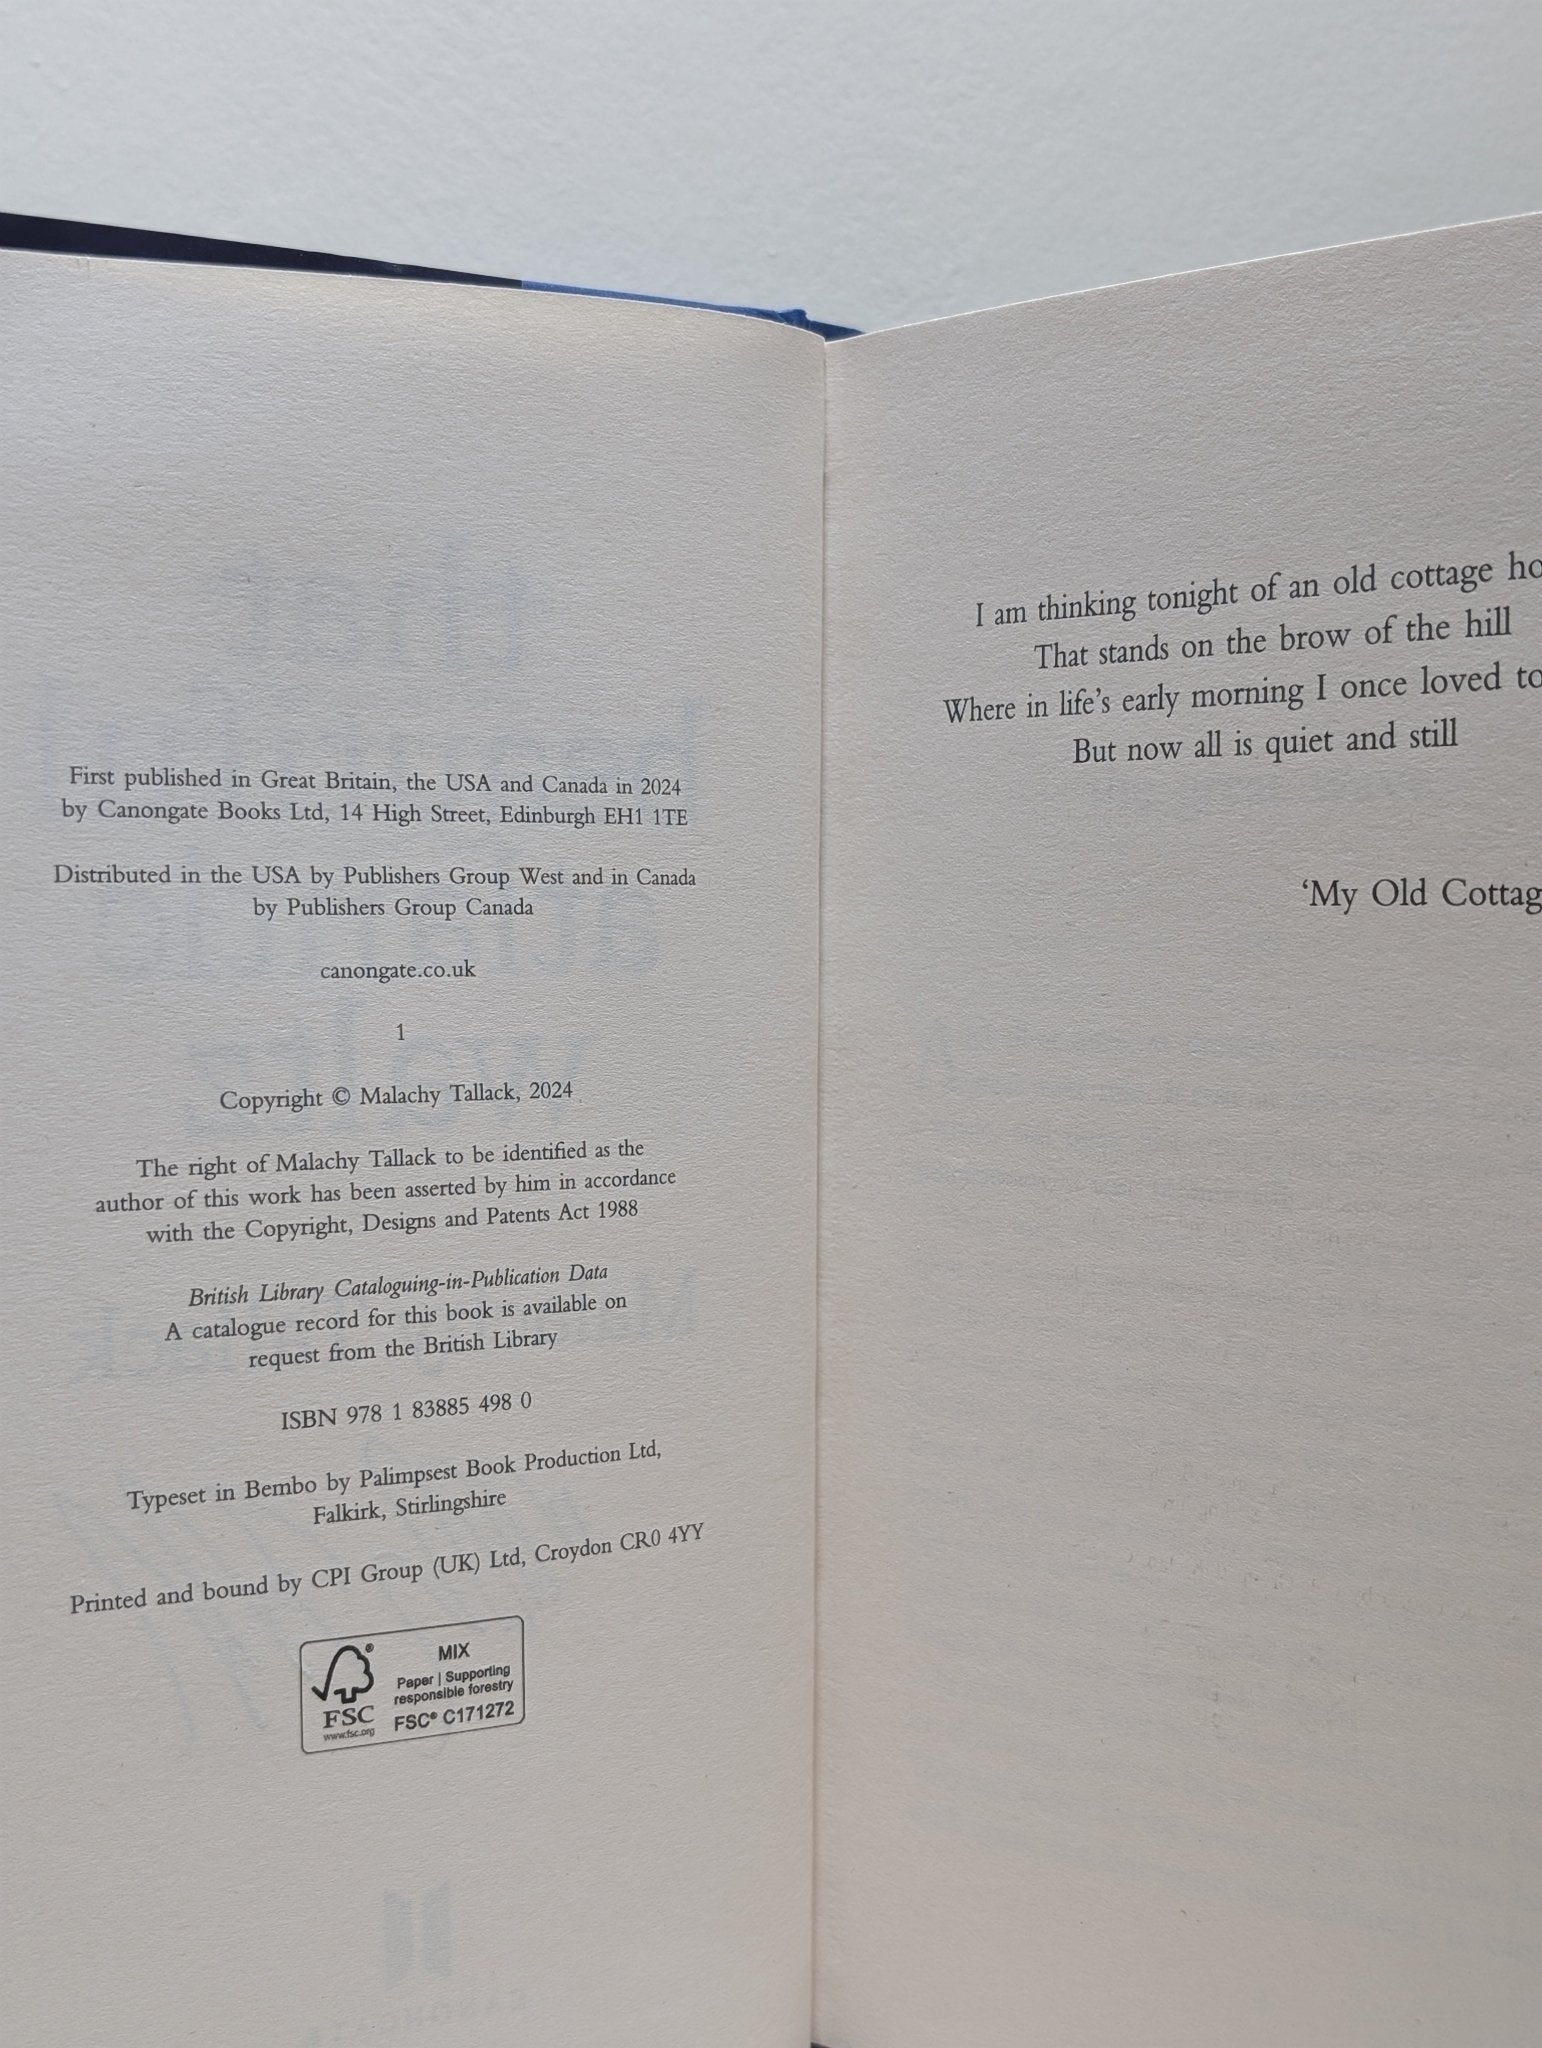 First published in Great Britain, the USA and Canada in 2024
by Canongate Books Ltd, 14 High Street, Edinburgh EH1 1TE
Distributed in the USA by Publishers Group West and in Canada
by Publishers Group Canada
canongate.co.uk
1
Copyright © Malachy Tallack, 2024
The right of Malachy Tallack to be identified as the
author of this work has been asserted by him in accordance
with the Copyright, Designs and Patents Act 1988
British Library Cataloguing-in-Publication Data
A catalogue record for this book is available on
request from the British Library
ISBN 978 1 83885 498 0
Typeset in Bembo by Palimpsest Book Production Ltd,
Falkirk, Stirlingshire
Printed and bound by CPI Group (UK) Ltd, Croydon CR0 4YY
FSC®
www.fsc.org
MIX
Paper | Supporting
responsible forestry
FSC® C171272
I am thinking tonight of an old cottage ho
That stands on the brow of the hill
Where in life's early morning I once loved to
But now all is quiet and still
'My Old Cottag